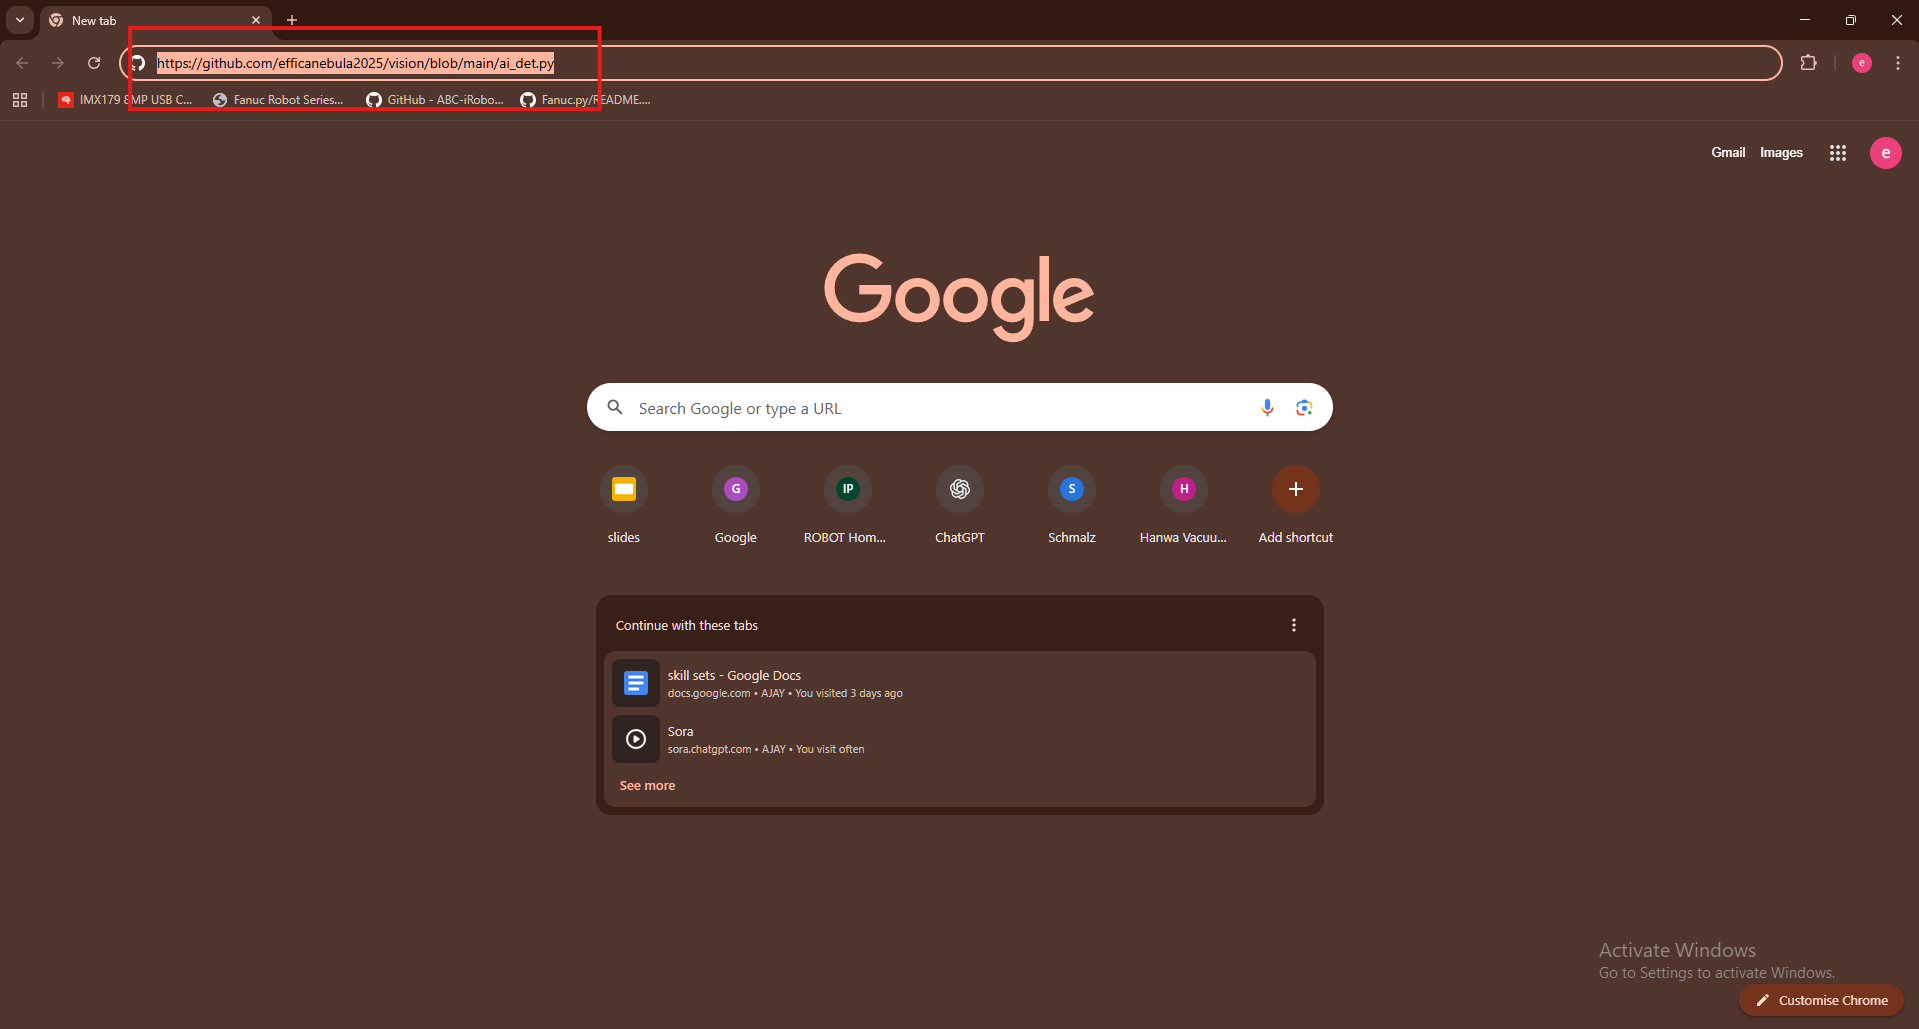 New tab
https://github.com/efficanebula2025/vision/blob/main/ai_det.py
e
IMX179 8MP USB C...
Fanuc Robot Series...
GitHub - ABC-iRobo...
Fanuc.py/README....
Gmail
Images
e
Google
Search Google or type a URL
G
IP
S
H
slides
Google
ROBOT Hom...
ChatGPT
Schmalz
Hanwa Vacuu...
Add shortcut
Continue with these tabs
skill sets - Google Docs
docs.google.com • AJAY • You visited 3 days ago
Sora
sora.chatgpt.com • AJAY • You visit often
See more
Activate Windows
Go to Settings to activate Windows.
Customise Chrome